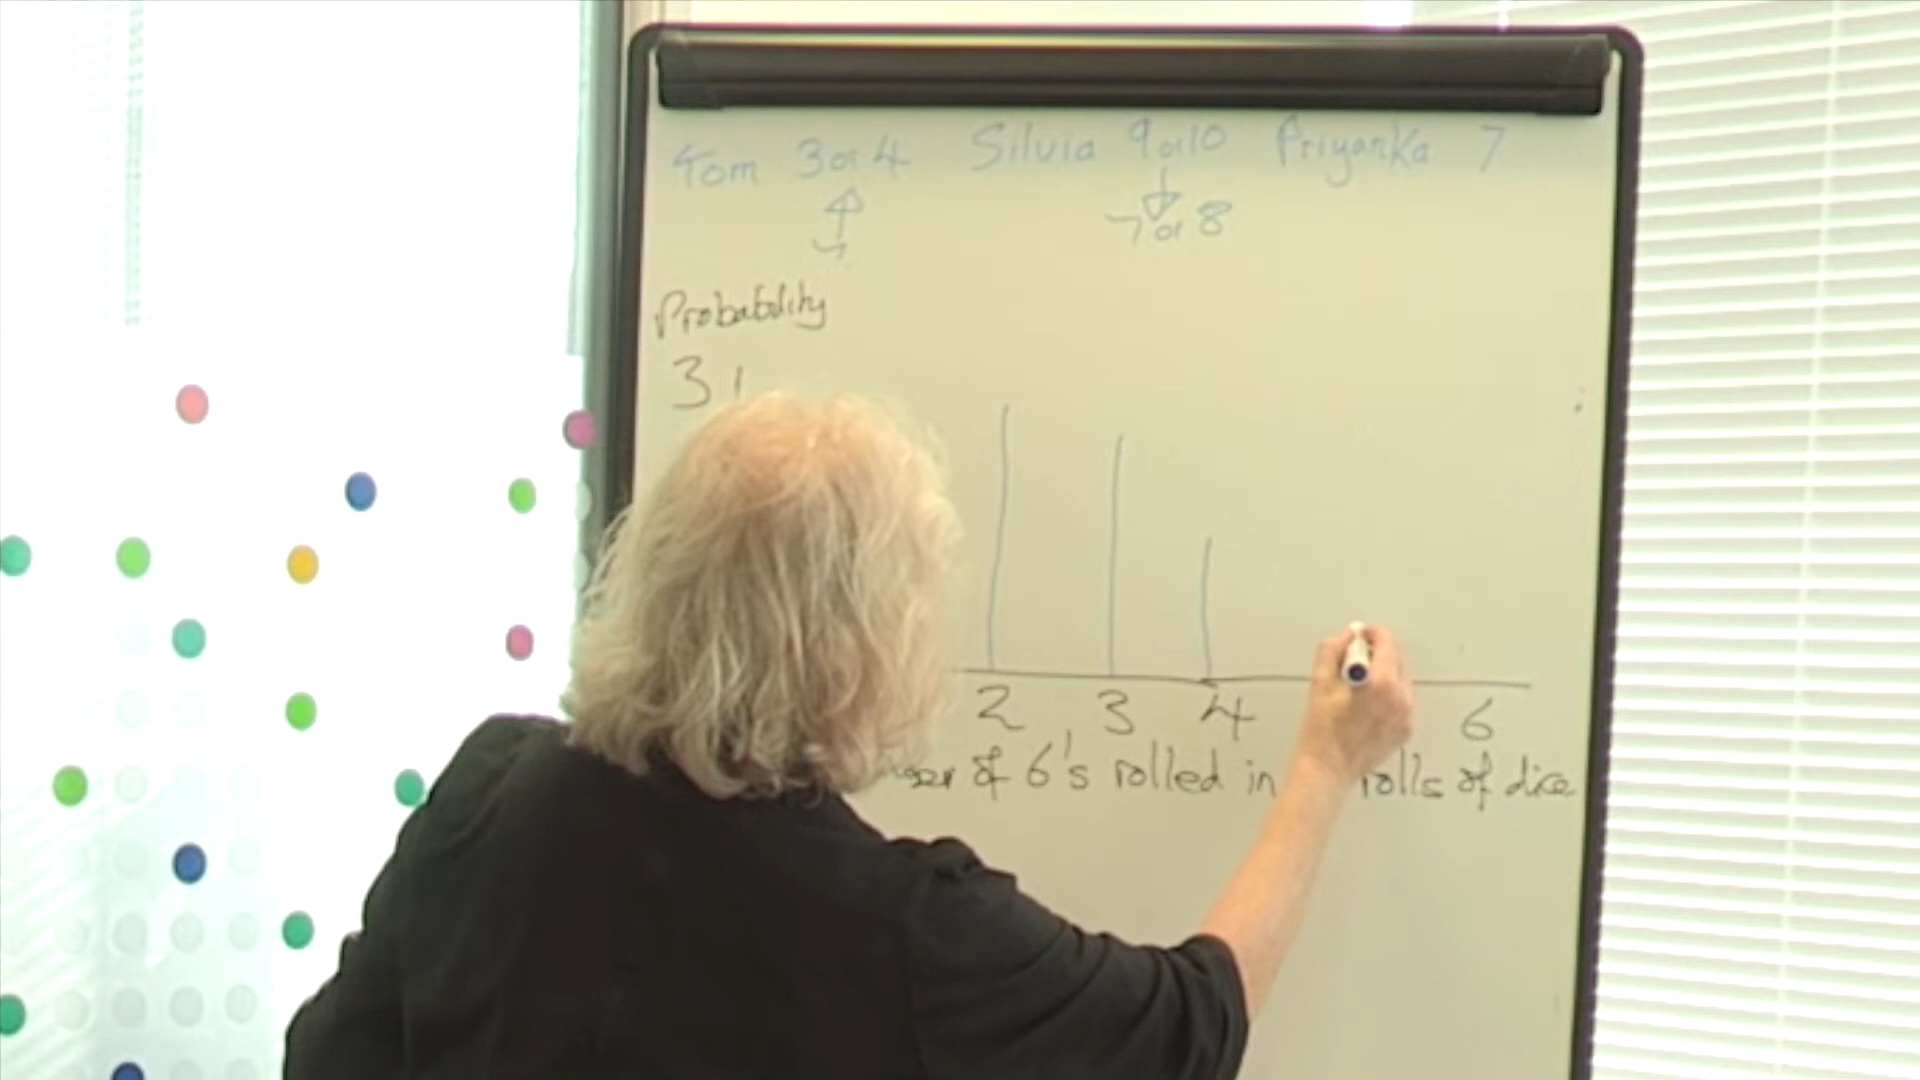 Tom 3 or 4 Silvia 9 or 10 Priyanka 7
7 or 8
Probability
3
2 3 4 6
of 6's rolled in rolls of dice